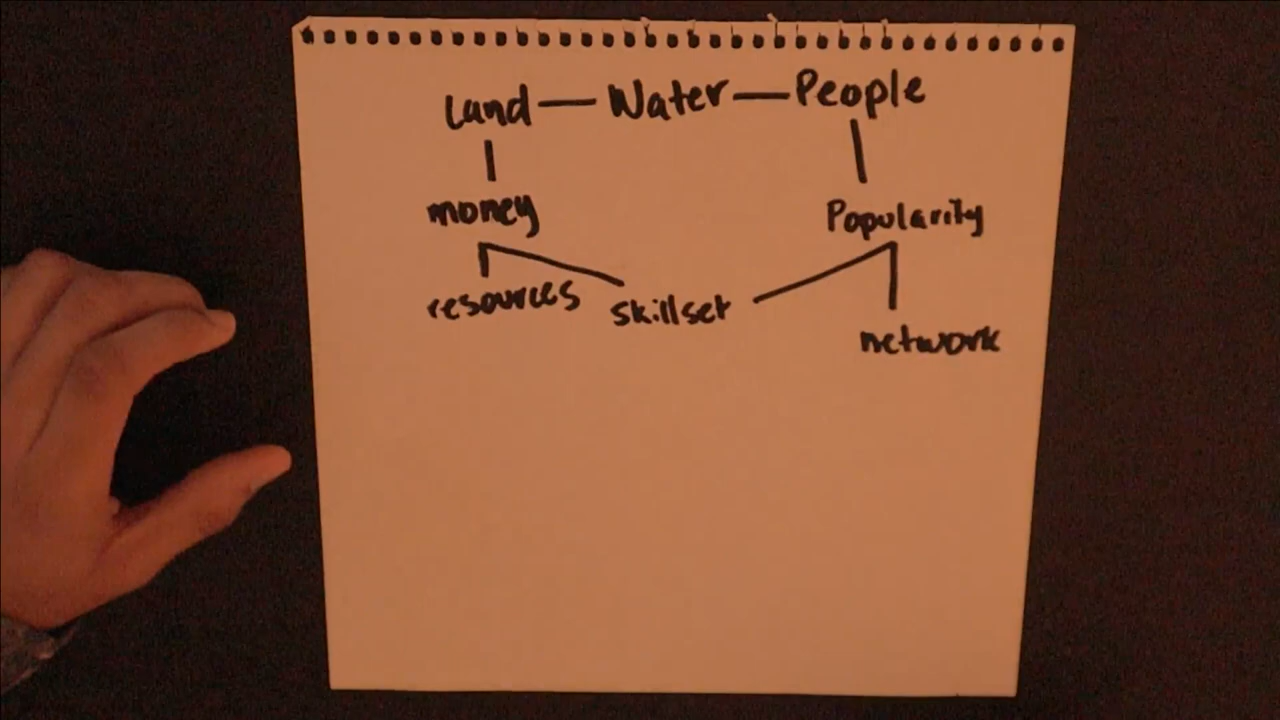 Land — Water — People
money Popularity
resources skillset
network